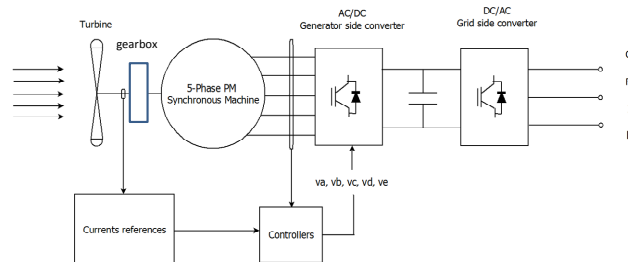 AC/DC
Generator side converter
DC/AC
Grid side converter
Turbine
gearbox
5-Phase PM
Synchronous Machine
va, vb, vc, vd, ve
Currents references
Controllers